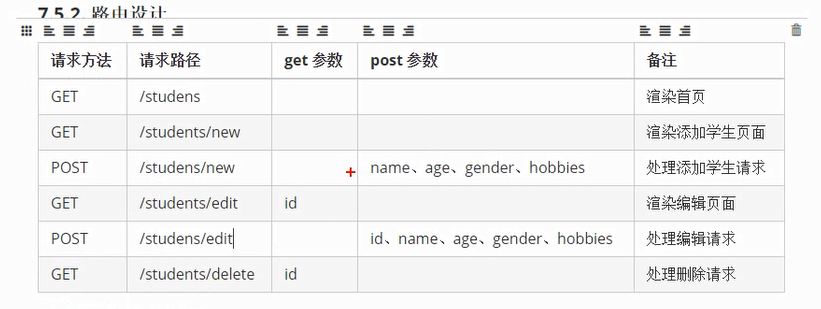 7.5.2 路由设计
请求方法 请求路径 get 参数 post 参数 备注
GET /studens 渲染首页
GET /students/new 渲染添加学生页面
POST /studens/new name、age、gender、hobbies 处理添加学生请求
GET /students/edit id 渲染编辑页面
POST /studens/edit id、name、age、gender、hobbies 处理编辑请求
GET /students/delete id 处理删除请求